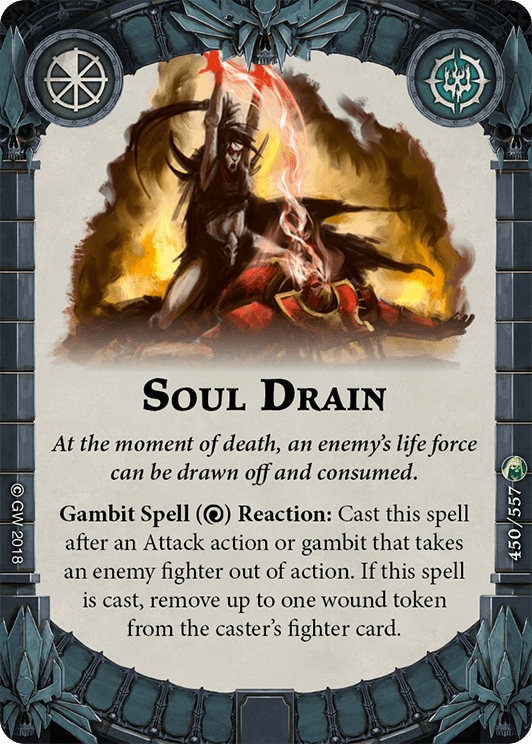 Soul Drain
At the moment of death, an enemy's life force
can be drawn off and consumed.
Gambit Spell () Reaction: Cast this spell
after an Attack action or gambit that takes
an enemy fighter out of action. If this spell
is cast, remove up to one wound token
from the caster's fighter card.
©GW 2018
450/557